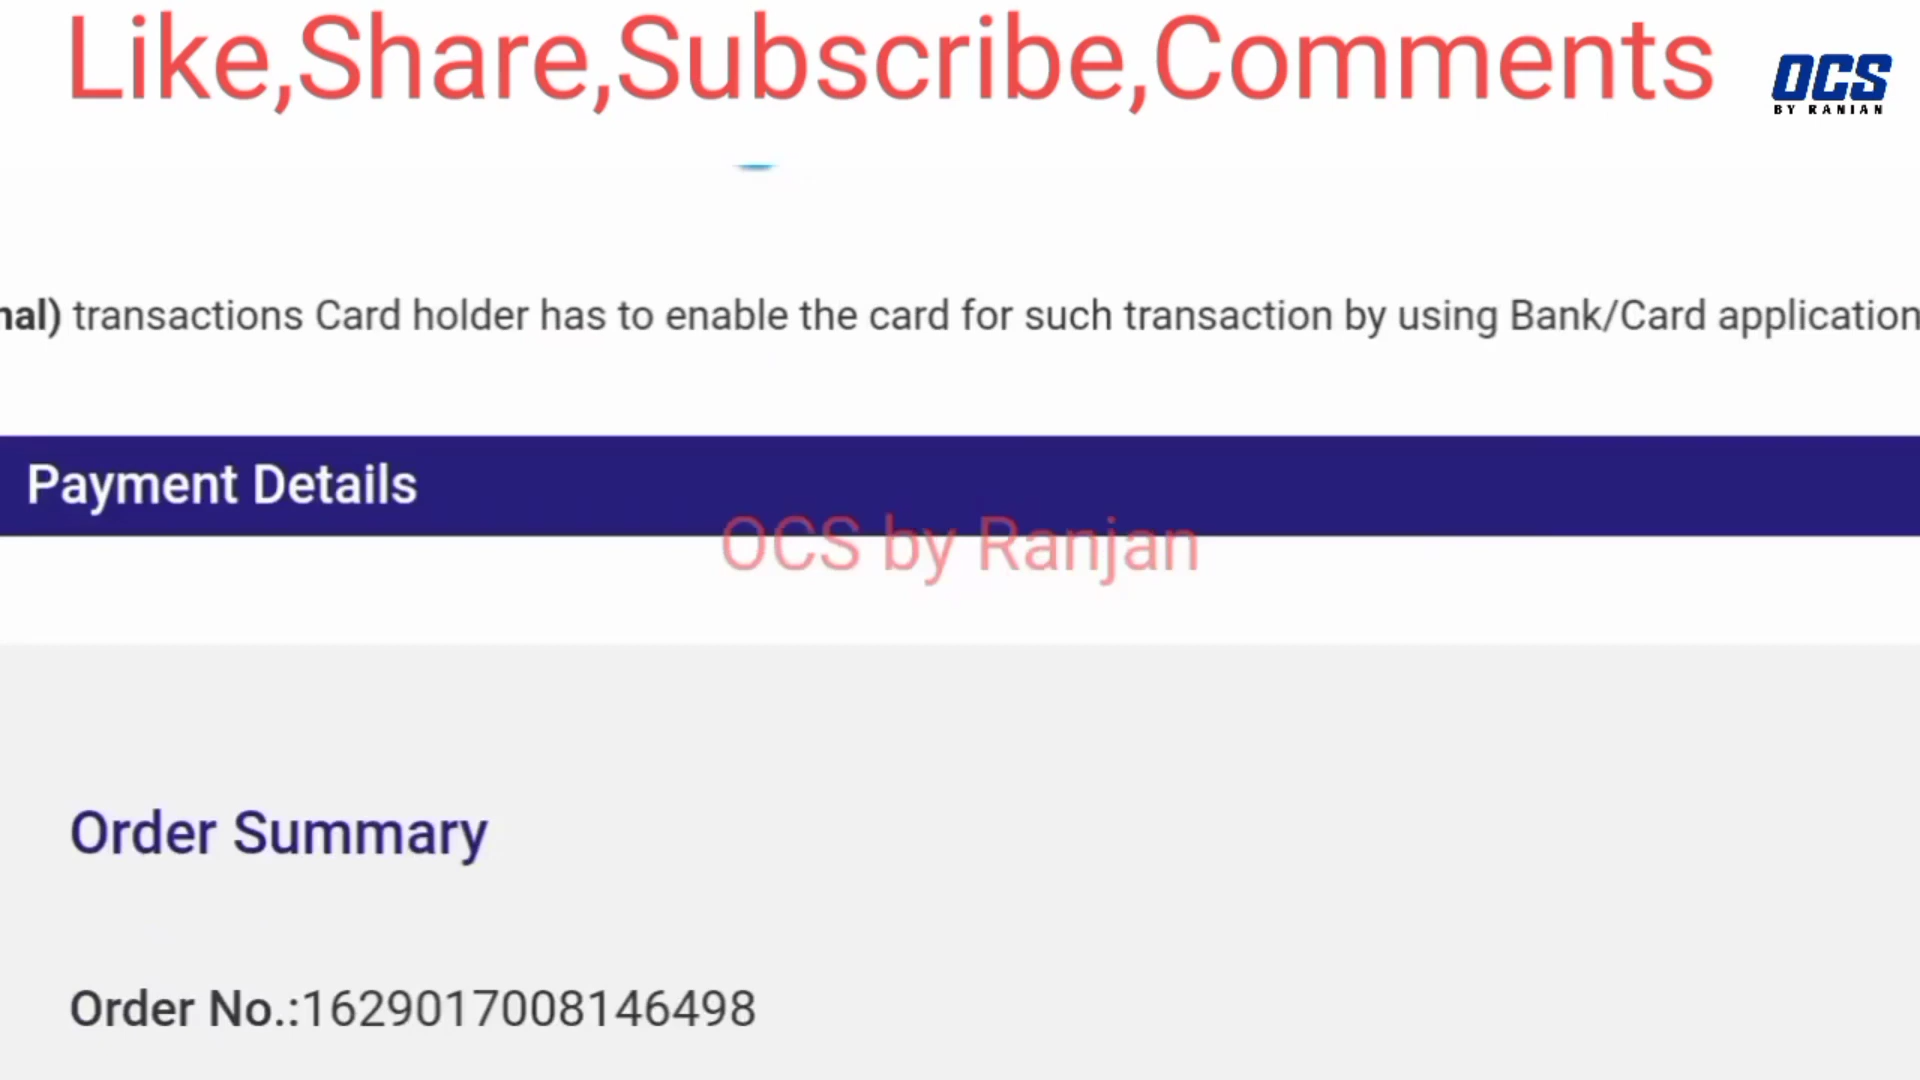 Like,Share,Subscribe,Comments
OCS
BY RANJAN
nal) transactions Card holder has to enable the card for such transaction by using Bank/Card application
Payment Details
OCS by Ranjan
Order Summary
Order No.:1629017008146498